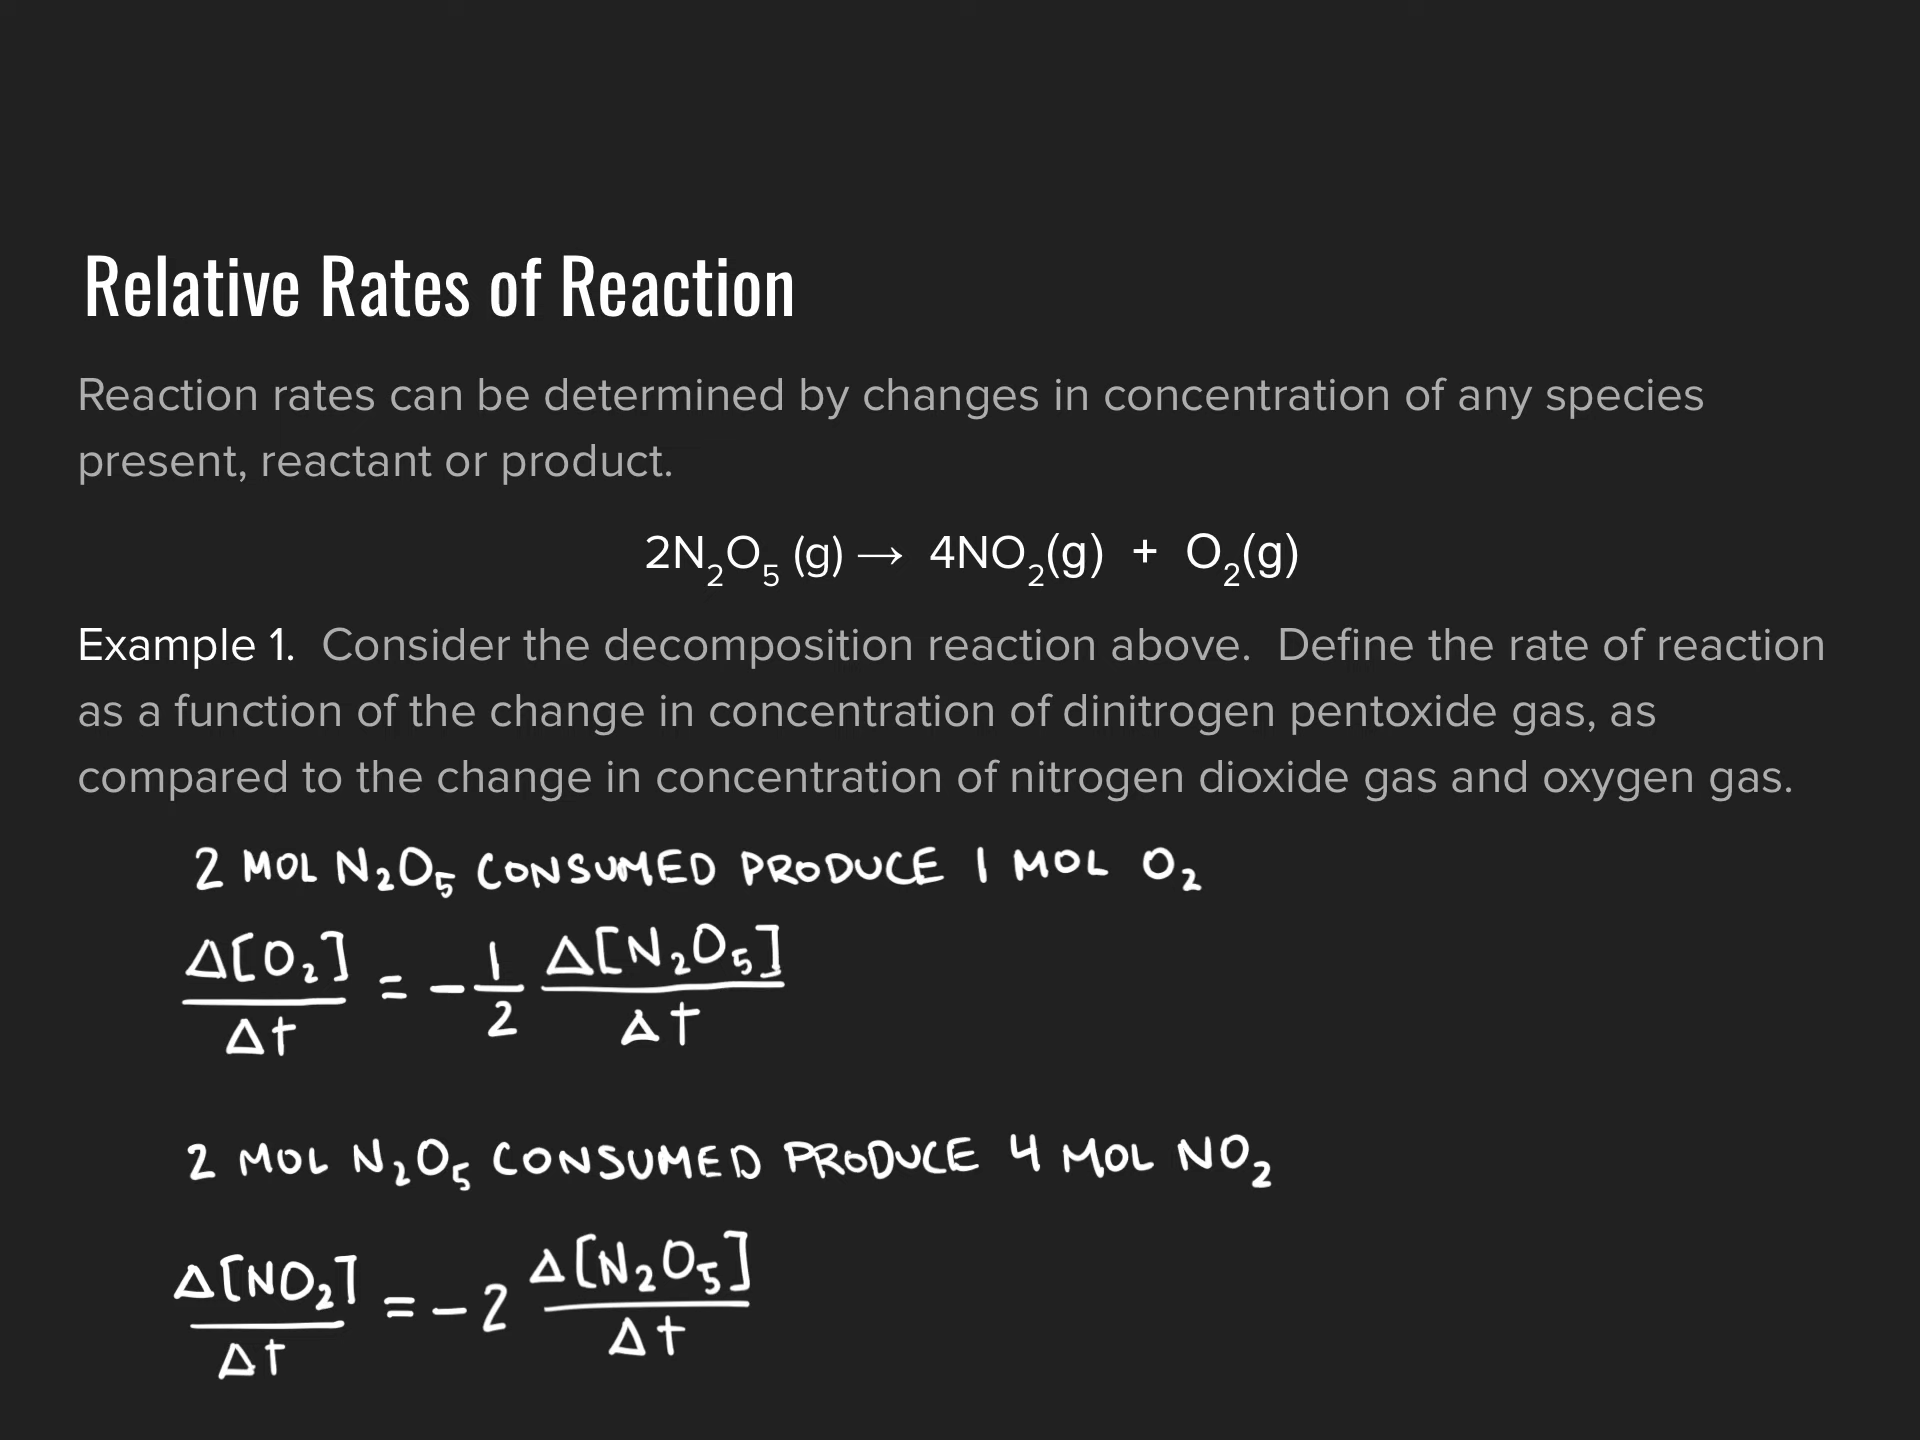 Relative Rates of Reaction
Reaction rates can be determined by changes in concentration of any species
present, reactant or product.
2N₂O₅ (g) → 4NO₂(g) + O₂(g)
Example 1. Consider the decomposition reaction above. Define the rate of reaction
as a function of the change in concentration of dinitrogen pentoxide gas, as
compared to the change in concentration of nitrogen dioxide gas and oxygen gas.
2 MOL N₂O₅ CONSUMED PRODUCE 1 MOL O₂
Δ[O₂]/Δt = -1/2 Δ[N₂O₅]/Δt
2 MOL N₂O₅ CONSUMED PRODUCE 4 MOL NO₂
Δ[NO₂]/Δt = -2 Δ[N₂O₅]/Δt